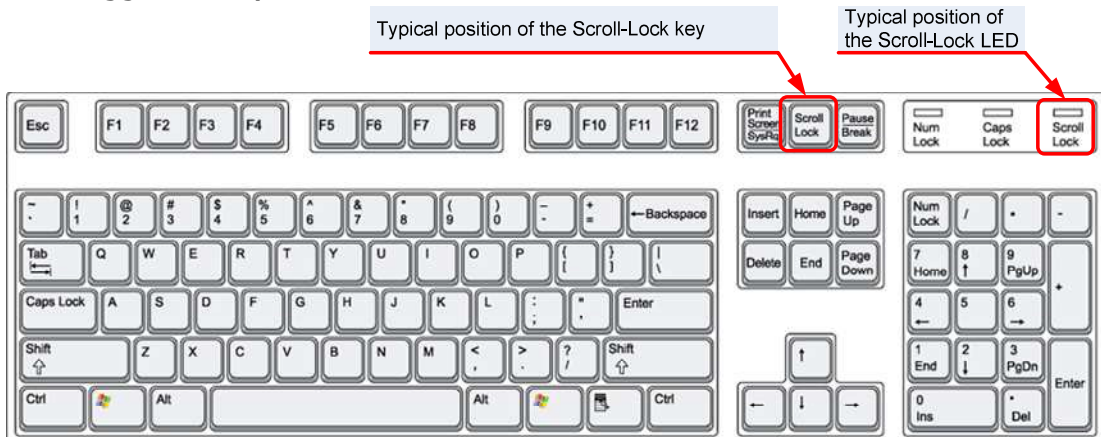 Typical position of the Scroll-Lock key
Typical position of
the Scroll-Lock LED
Esc F1 F2 F3 F4 F5 F6 F7 F8 F9 F10 F11 F12
Print
Screen
SysRq
Scroll
Lock
Pause
Break
Num
Lock
Caps
Lock
Scroll
Lock
~ ! @ # $ % ^ & * ( ) – +
. 1 2 3 4 5 6 7 8 9 0 - = ←Backspace
Insert Home Page
Up
Num
Lock
/ . -
Tab Q W E R T Y U I O P { } |
[ ] \
Delete End Page
Down
7
Home
8
↑
9
PgUp
+
Caps Lock A S D F G H J K L : " Enter
; '
4
←
5
6
→
Shift Z X C V B N M < > ? Shift
, . /
↑
1
End
2
↓
3
PgDn
Enter
Ctrl Alt Alt Ctrl
← ↓ →
0
Ins
.
Del